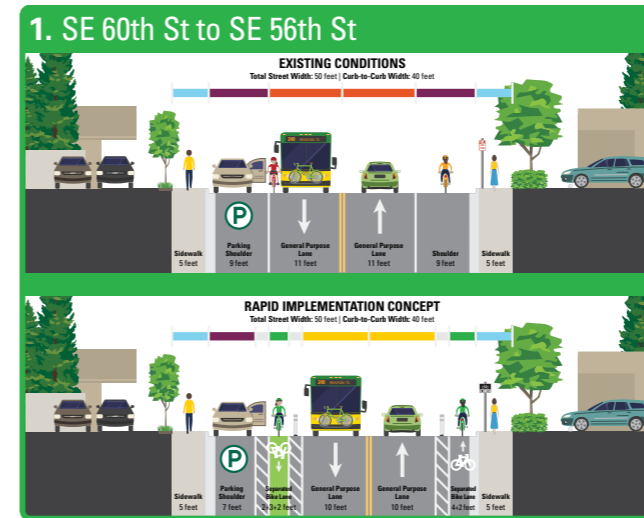 1. SE 60th St to SE 56th St
EXISTING CONDITIONS
Total Street Width: 50 feet | Curb-to-Curb Width: 40 feet
P
Sidewalk
5 feet
Parking
Shoulder
9 feet
General Purpose
Lane
11 feet
General Purpose
Lane
11 feet
Shoulder
9 feet
Sidewalk
5 feet
RAPID IMPLEMENTATION CONCEPT
Total Street Width: 50 feet | Curb-to-Curb Width: 40 feet
P
Sidewalk
5 feet
Parking
Shoulder
7 feet
Separated
Bike Lane
2+3+2 feet
General Purpose
Lane
10 feet
General Purpose
Lane
10 feet
Separated
Bike Lane
4+2 feet
Sidewalk
5 feet